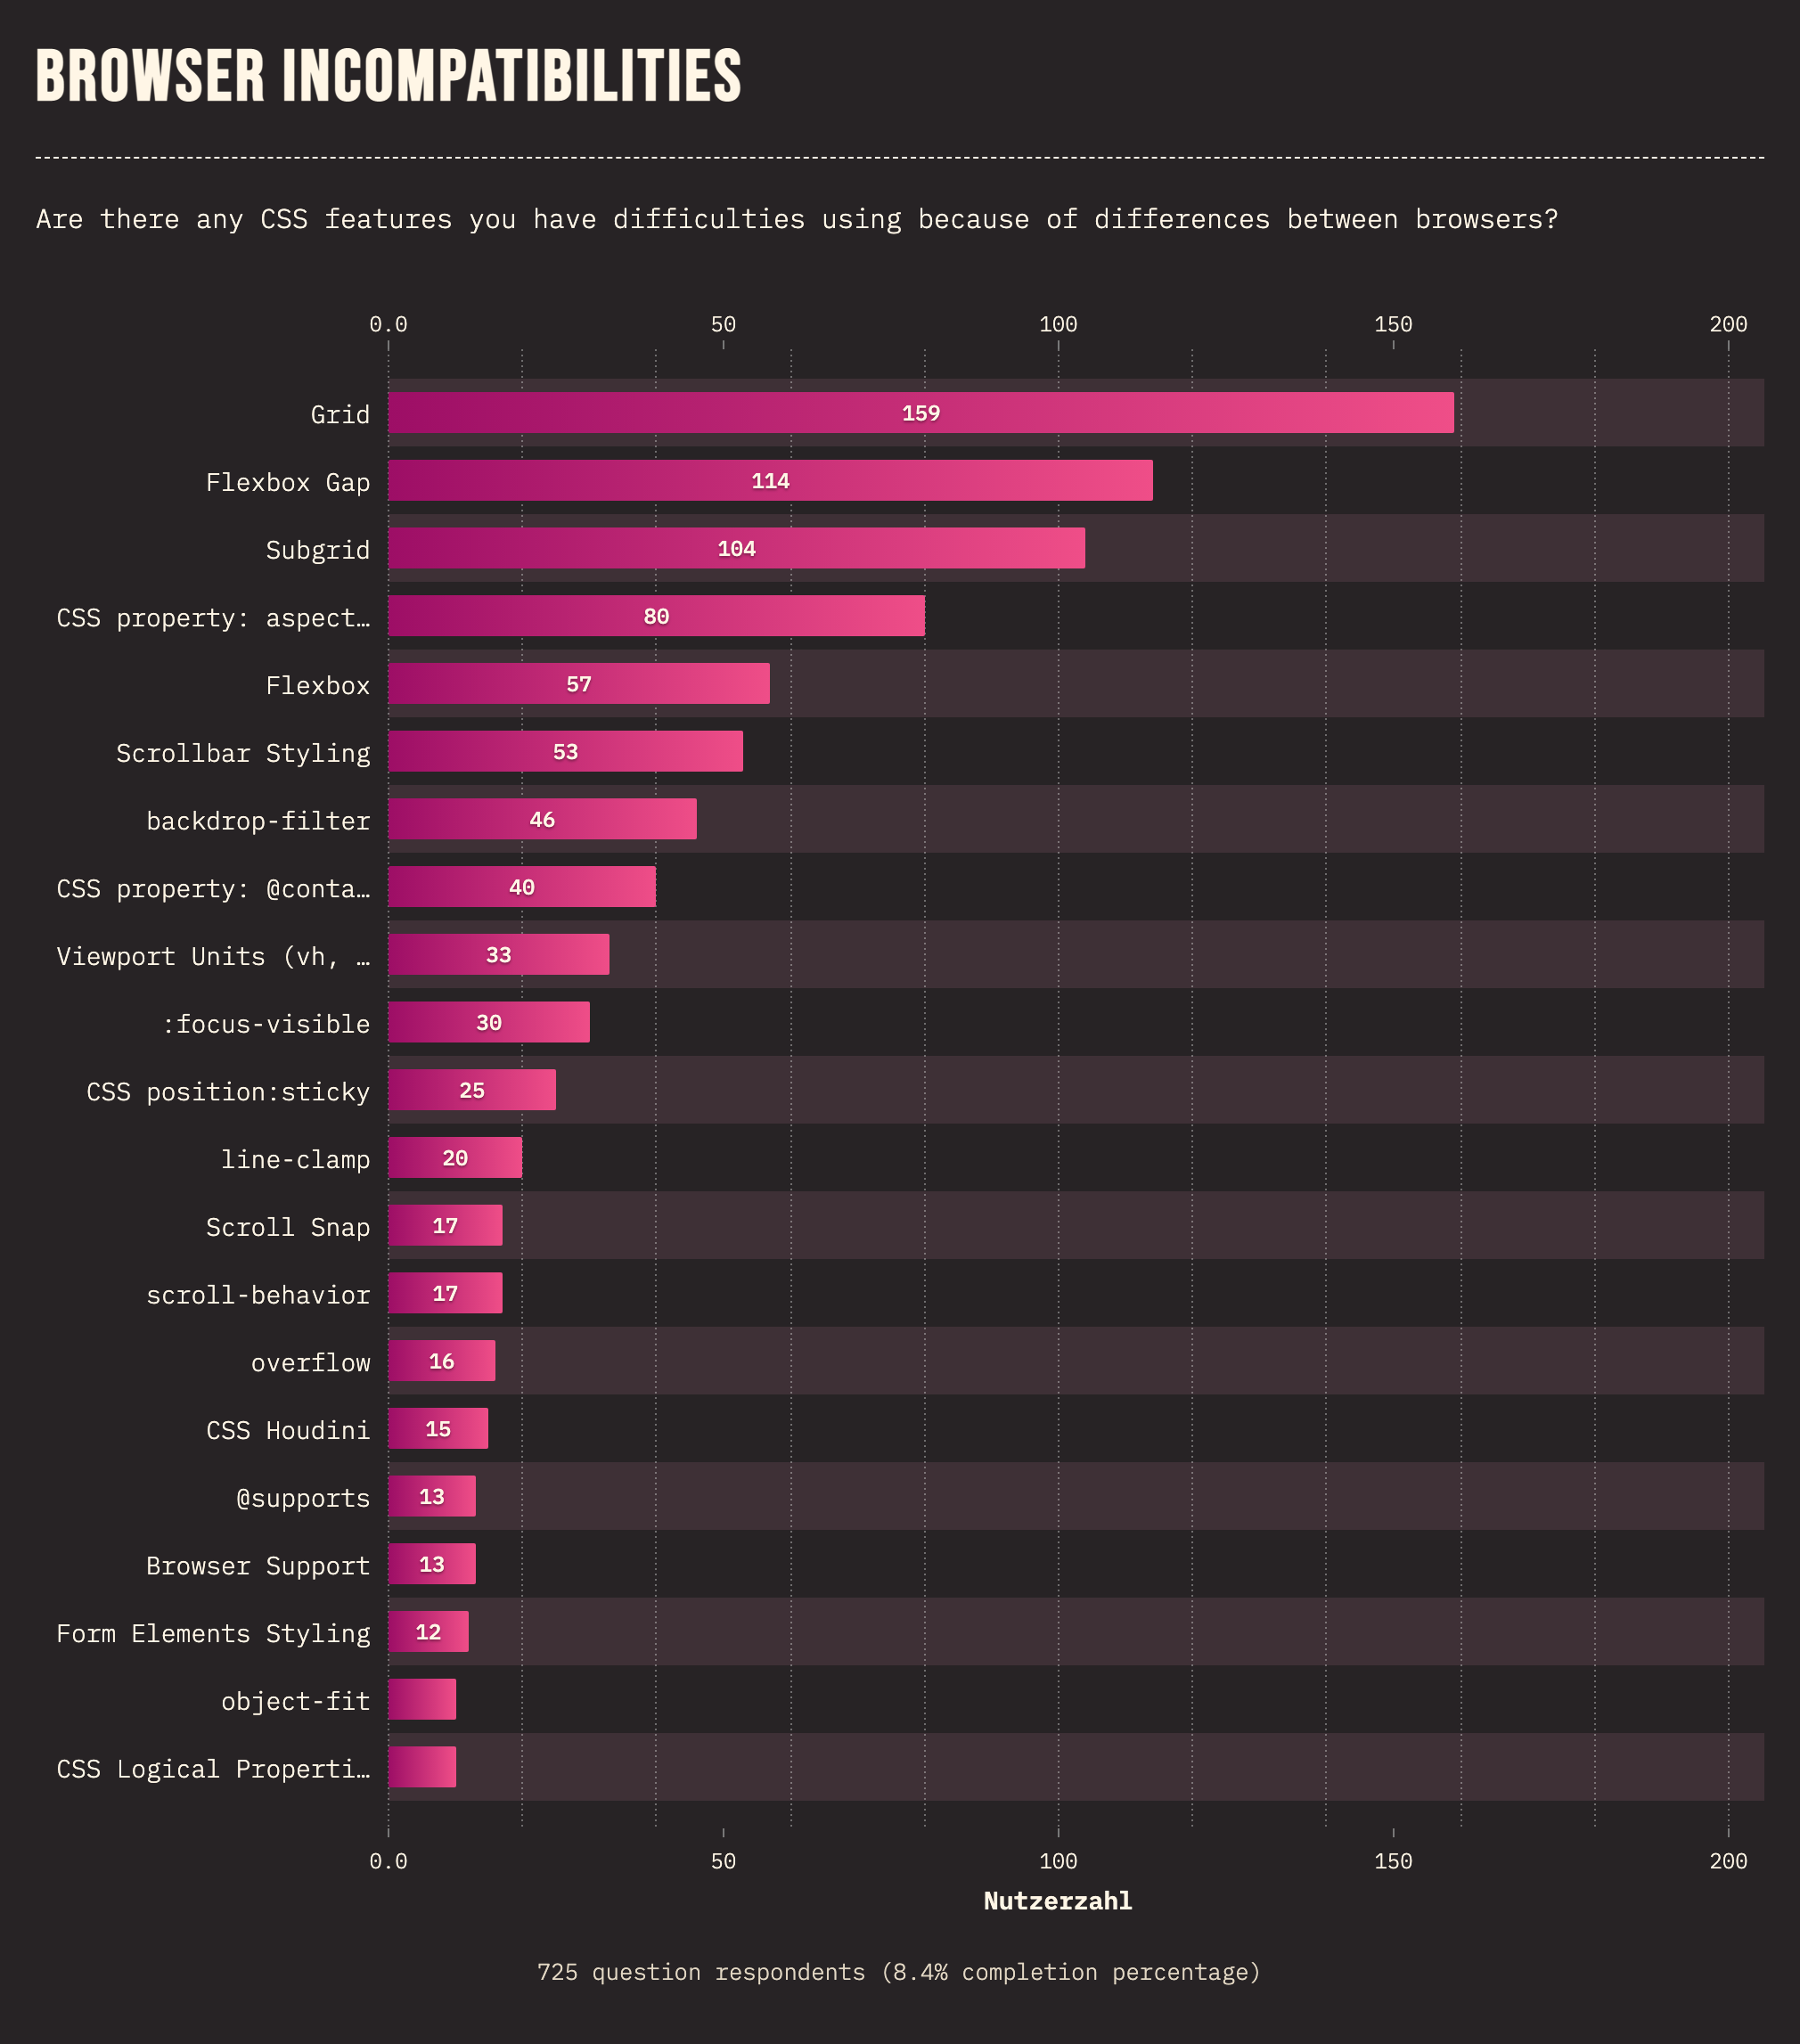 BROWSER INCOMPATIBILITIES
Are there any CSS features you have difficulties using because of differences between browsers?
0.0 50 100 150 200
Grid 159
Flexbox Gap 114
Subgrid 104
CSS property: aspect… 80
Flexbox 57
Scrollbar Styling 53
backdrop-filter 46
CSS property: @conta… 40
Viewport Units (vh, … 33
:focus-visible 30
CSS position:sticky 25
line-clamp 20
Scroll Snap 17
scroll-behavior 17
overflow 16
CSS Houdini 15
@supports 13
Browser Support 13
Form Elements Styling 12
object-fit
CSS Logical Properti…
0.0 50 100 150 200
Nutzerzahl
725 question respondents (8.4% completion percentage)